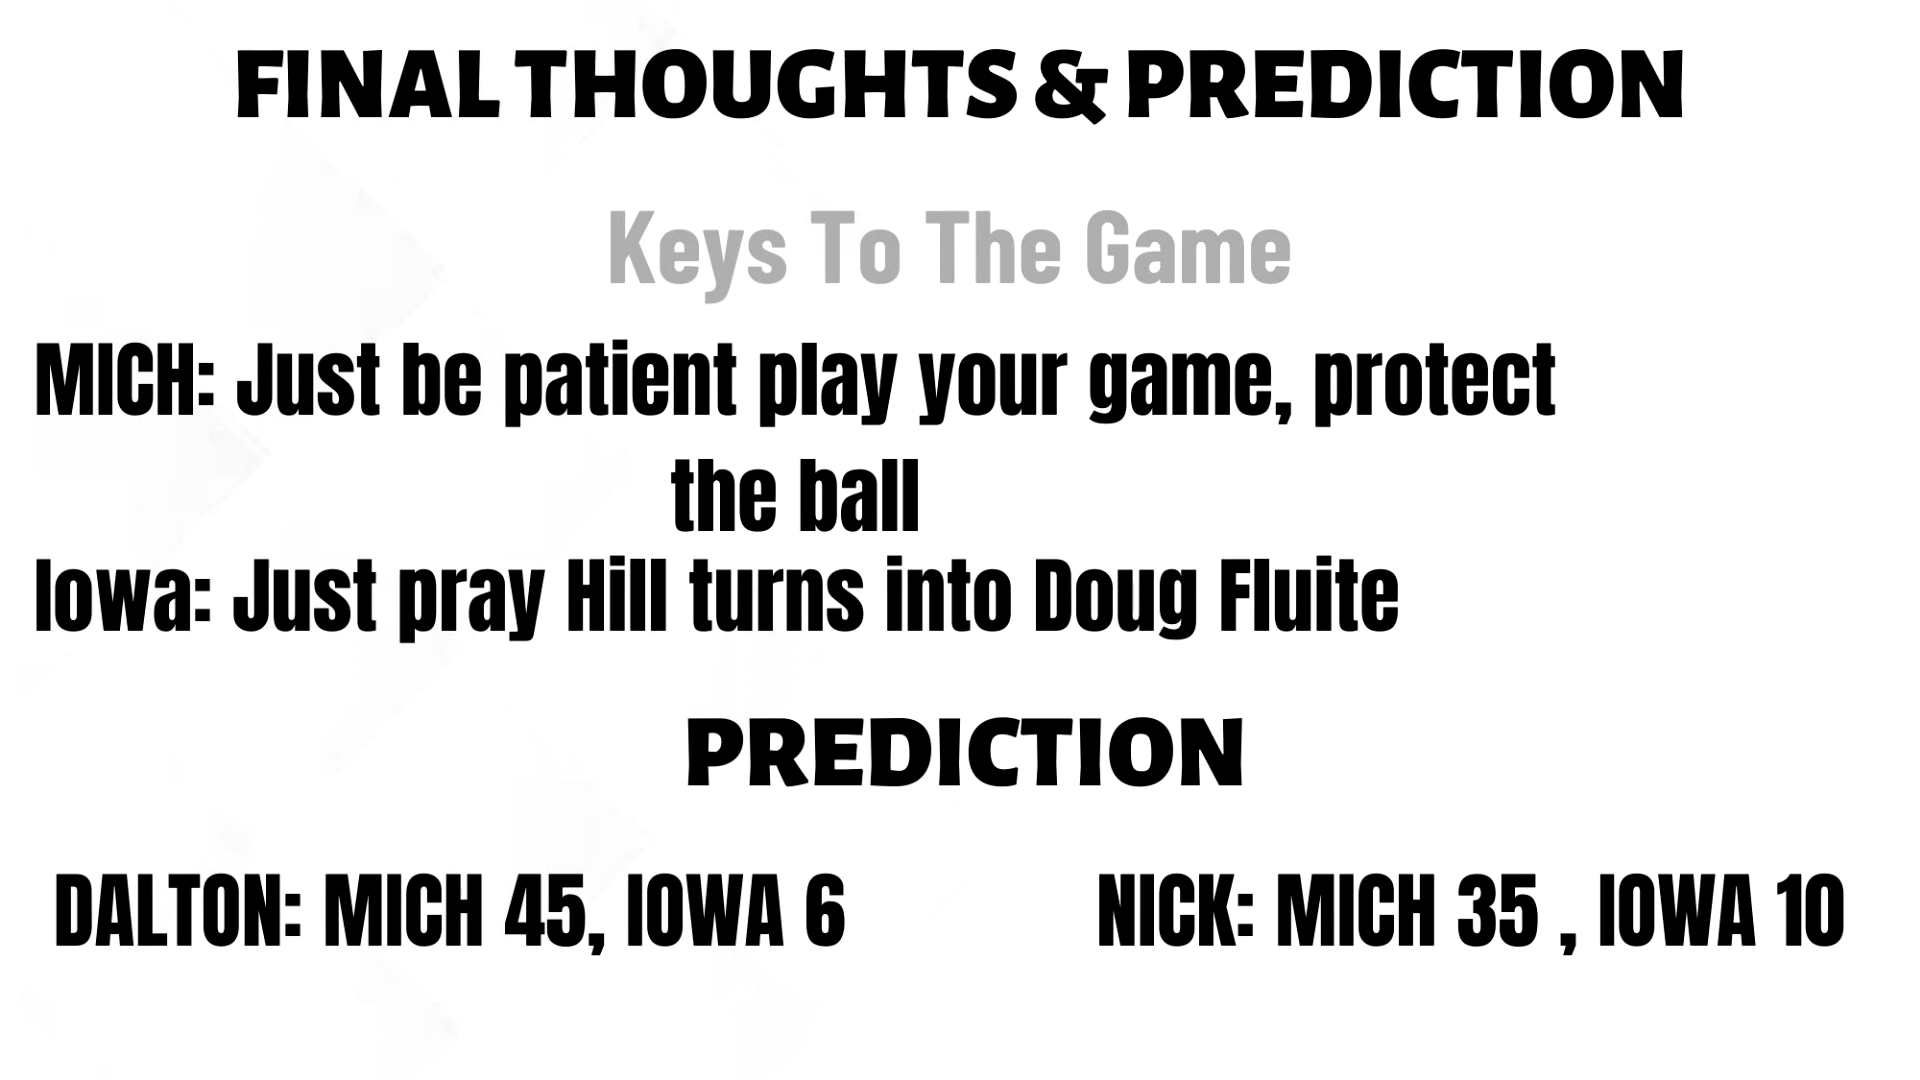 FINAL THOUGHTS & PREDICTION
Keys To The Game
MICH: Just be patient play your game, protect
the ball
Iowa: Just pray Hill turns into Doug Fluite
PREDICTION
DALTON: MICH 45, IOWA 6
NICK: MICH 35 , IOWA 10